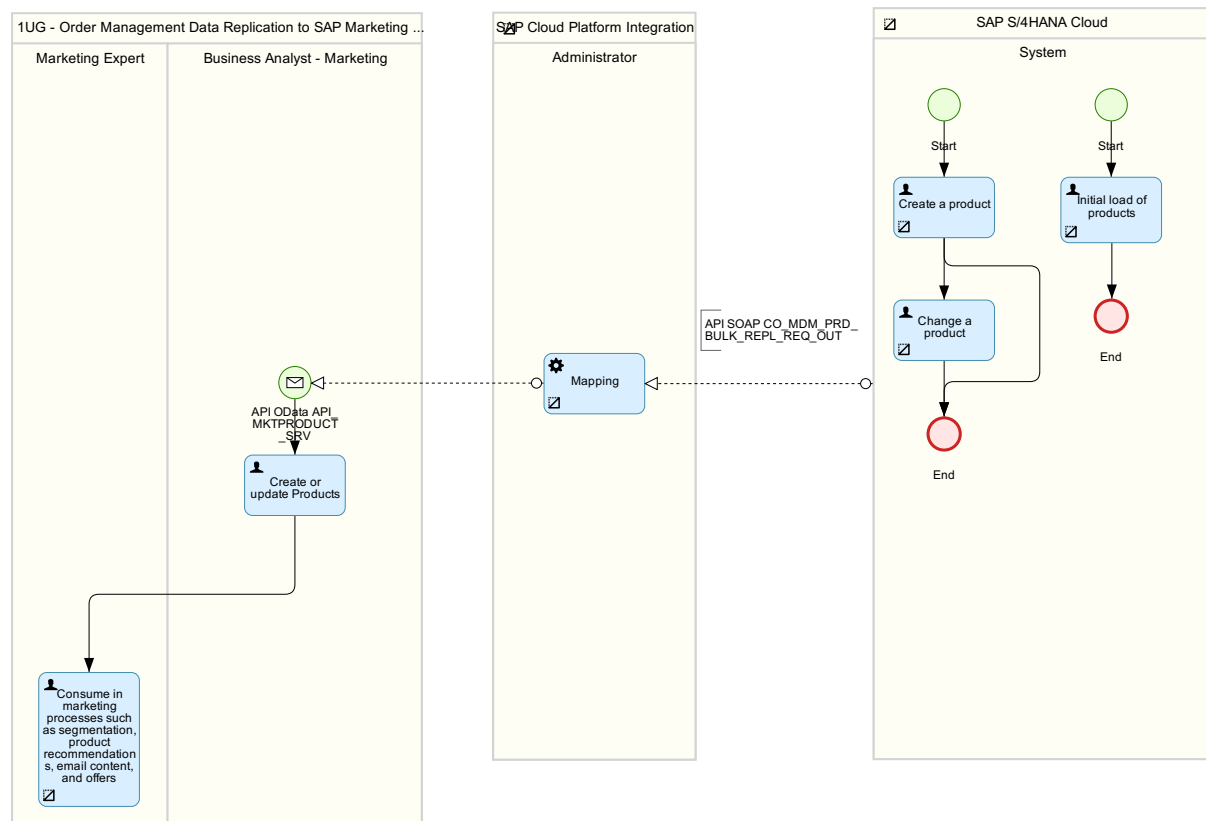 1UG - Order Management Data Replication to SAP Marketing ...
Marketing Expert
Business Analyst - Marketing
API OData API_
MKTPRODUCT
_SRV
Create or
update Products
Consume in
marketing
processes such
as segmentation,
product
recommendation
s, email content,
and offers
SAP Cloud Platform Integration
Administrator
Mapping
API SOAP CO_MDM_PRD_
BULK_REPL_REQ_OUT
SAP S/4HANA Cloud
System
Start
Create a product
Change a
product
End
Start
Initial load of
products
End